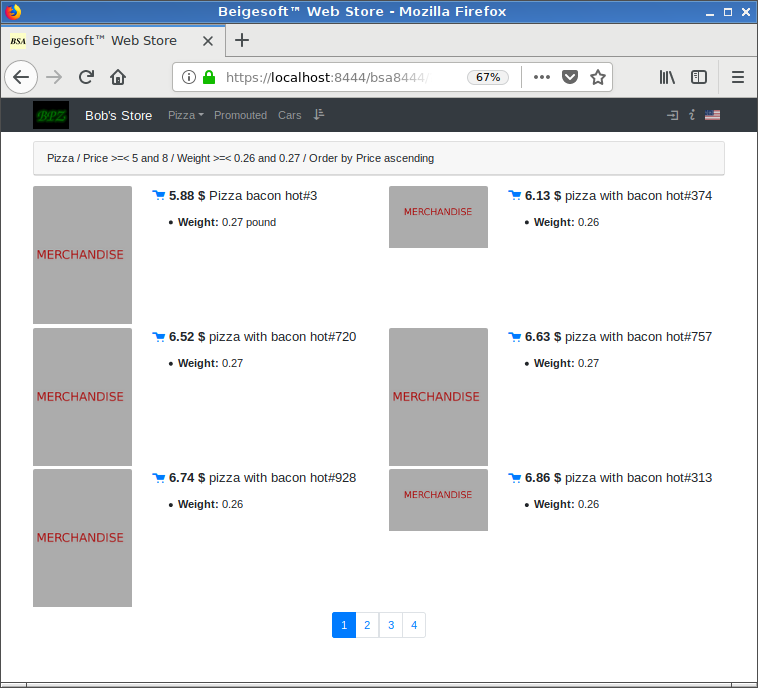 Beigesoft™ Web Store - Mozilla Firefox
BSA Beigesoft™ Web Store
https://localhost:8444/bsa8444/ 67%
BPZ Bob's Store Pizza Promouted Cars
Pizza / Price >=< 5 and 8 / Weight >=< 0.26 and 0.27 / Order by Price ascending
MERCHANDISE
5.88 $ Pizza bacon hot#3
Weight: 0.27 pound
MERCHANDISE
6.13 $ pizza with bacon hot#374
Weight: 0.26
MERCHANDISE
6.52 $ pizza with bacon hot#720
Weight: 0.27
MERCHANDISE
6.63 $ pizza with bacon hot#757
Weight: 0.27
MERCHANDISE
6.74 $ pizza with bacon hot#928
Weight: 0.26
MERCHANDISE
6.86 $ pizza with bacon hot#313
Weight: 0.26
1 2 3 4